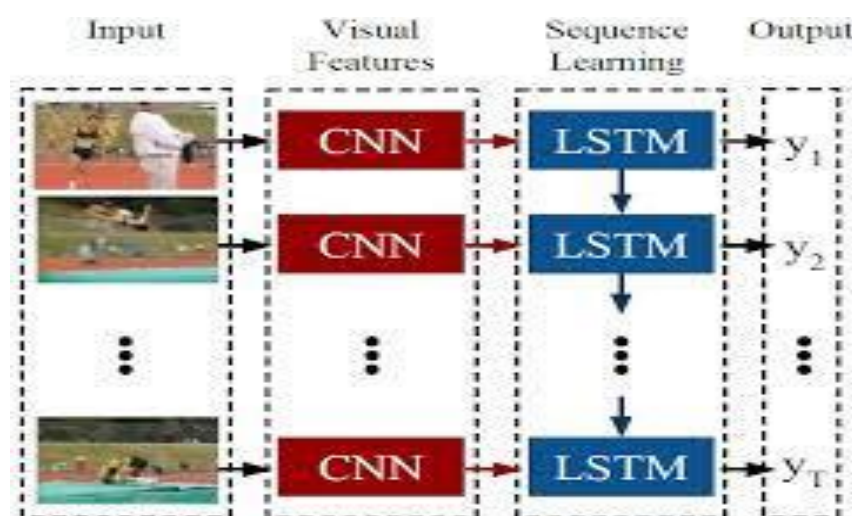 Input
Visual
Features
Sequence
Learning
Output
CNN
LSTM
y1
CNN
LSTM
y2
CNN
LSTM
yT